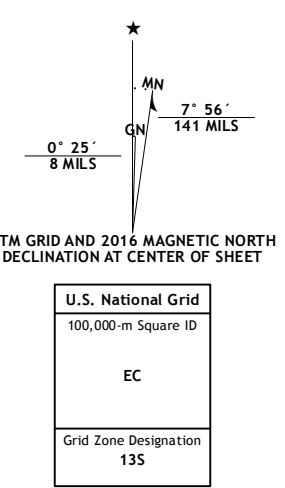 ★
MN
7° 56´
141 MILS
GN
0° 25´
8 MILS
TM GRID AND 2016 MAGNETIC NORTH
DECLINATION AT CENTER OF SHEET
U.S. National Grid
100,000-m Square ID
EC
Grid Zone Designation
13S